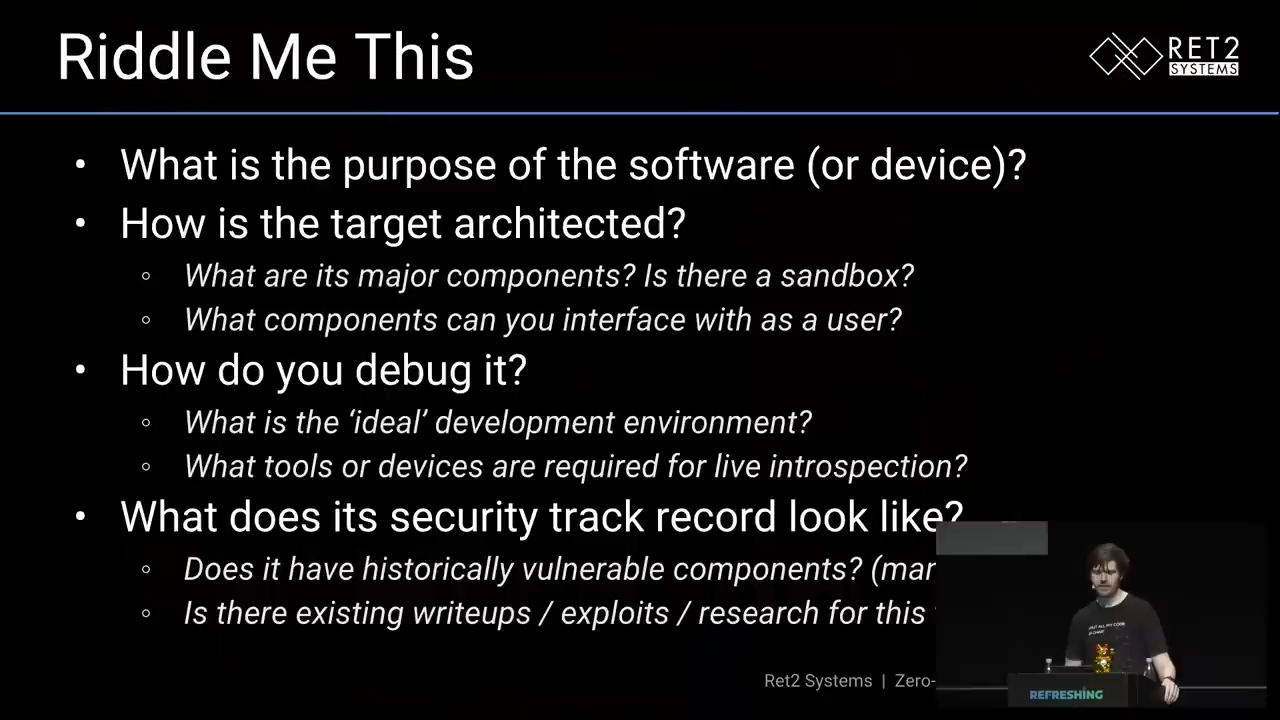 Riddle Me This
RET2
SYSTEMS
• What is the purpose of the software (or device)?
• How is the target architected?
◦ What are its major components? Is there a sandbox?
◦ What components can you interface with as a user?
• How do you debug it?
◦ What is the ‘ideal’ development environment?
◦ What tools or devices are required for live introspection?
• What does its security track record look like?
◦ Does it have historically vulnerable components?
◦ Is there existing writeups / exploits / research for this
Ret2 Systems | Zero-
ALL MY CODE
REFRESHING